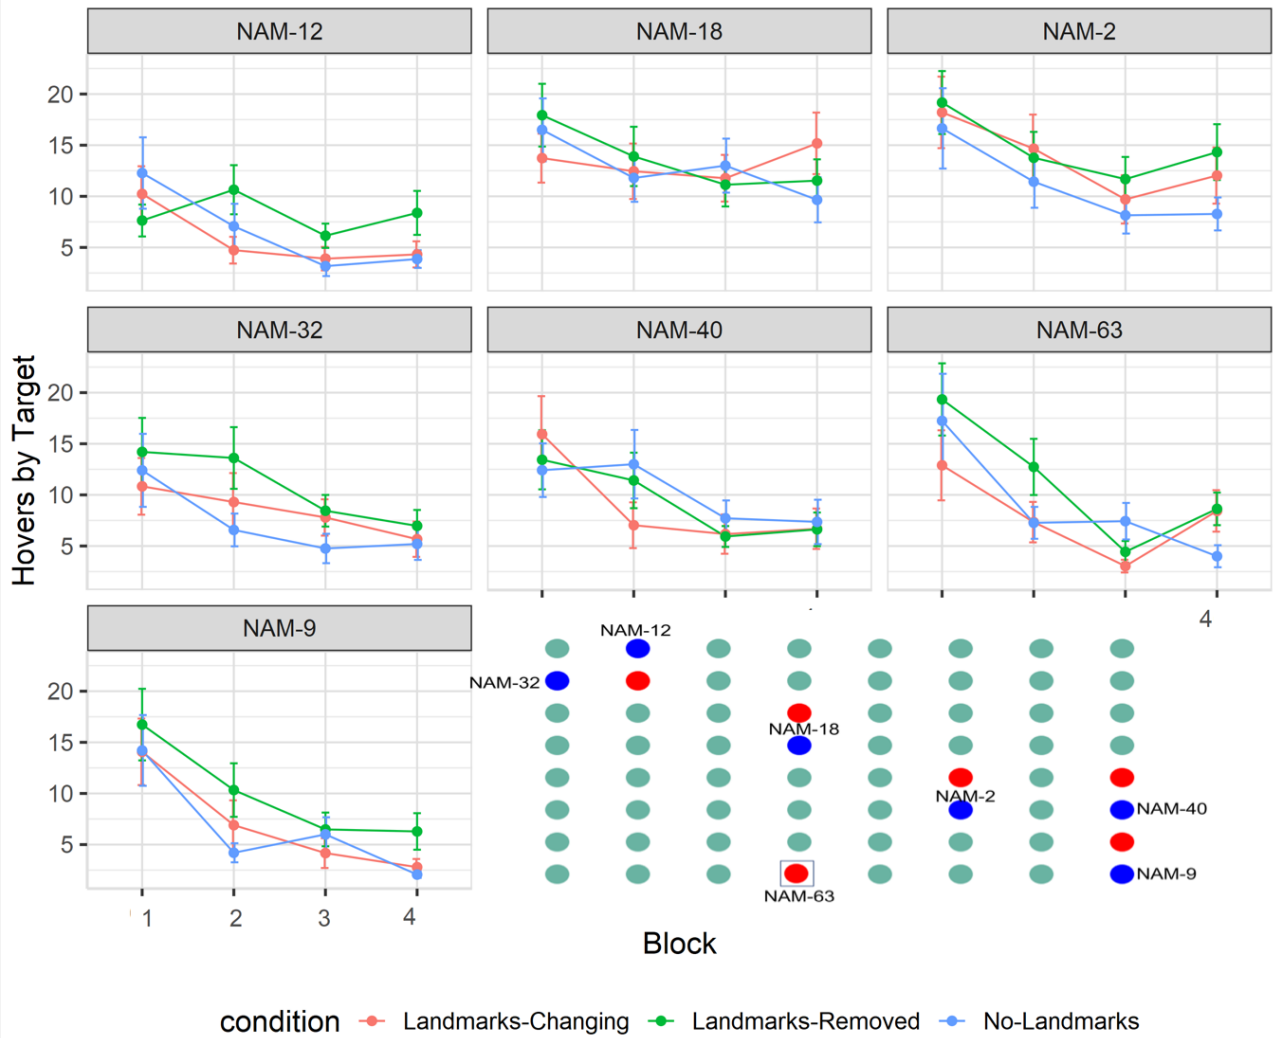 NAM-12 NAM-18 NAM-2
20
15
10
5
NAM-32 NAM-40 NAM-63
20
15
10
5
Hovers by Target
4
NAM-9
20
15
10
5
1 2 3 4
NAM-12
NAM-32
NAM-18
NAM-2
NAM-40
NAM-9
NAM-63
Block
condition Landmarks-Changing Landmarks-Removed No-Landmarks